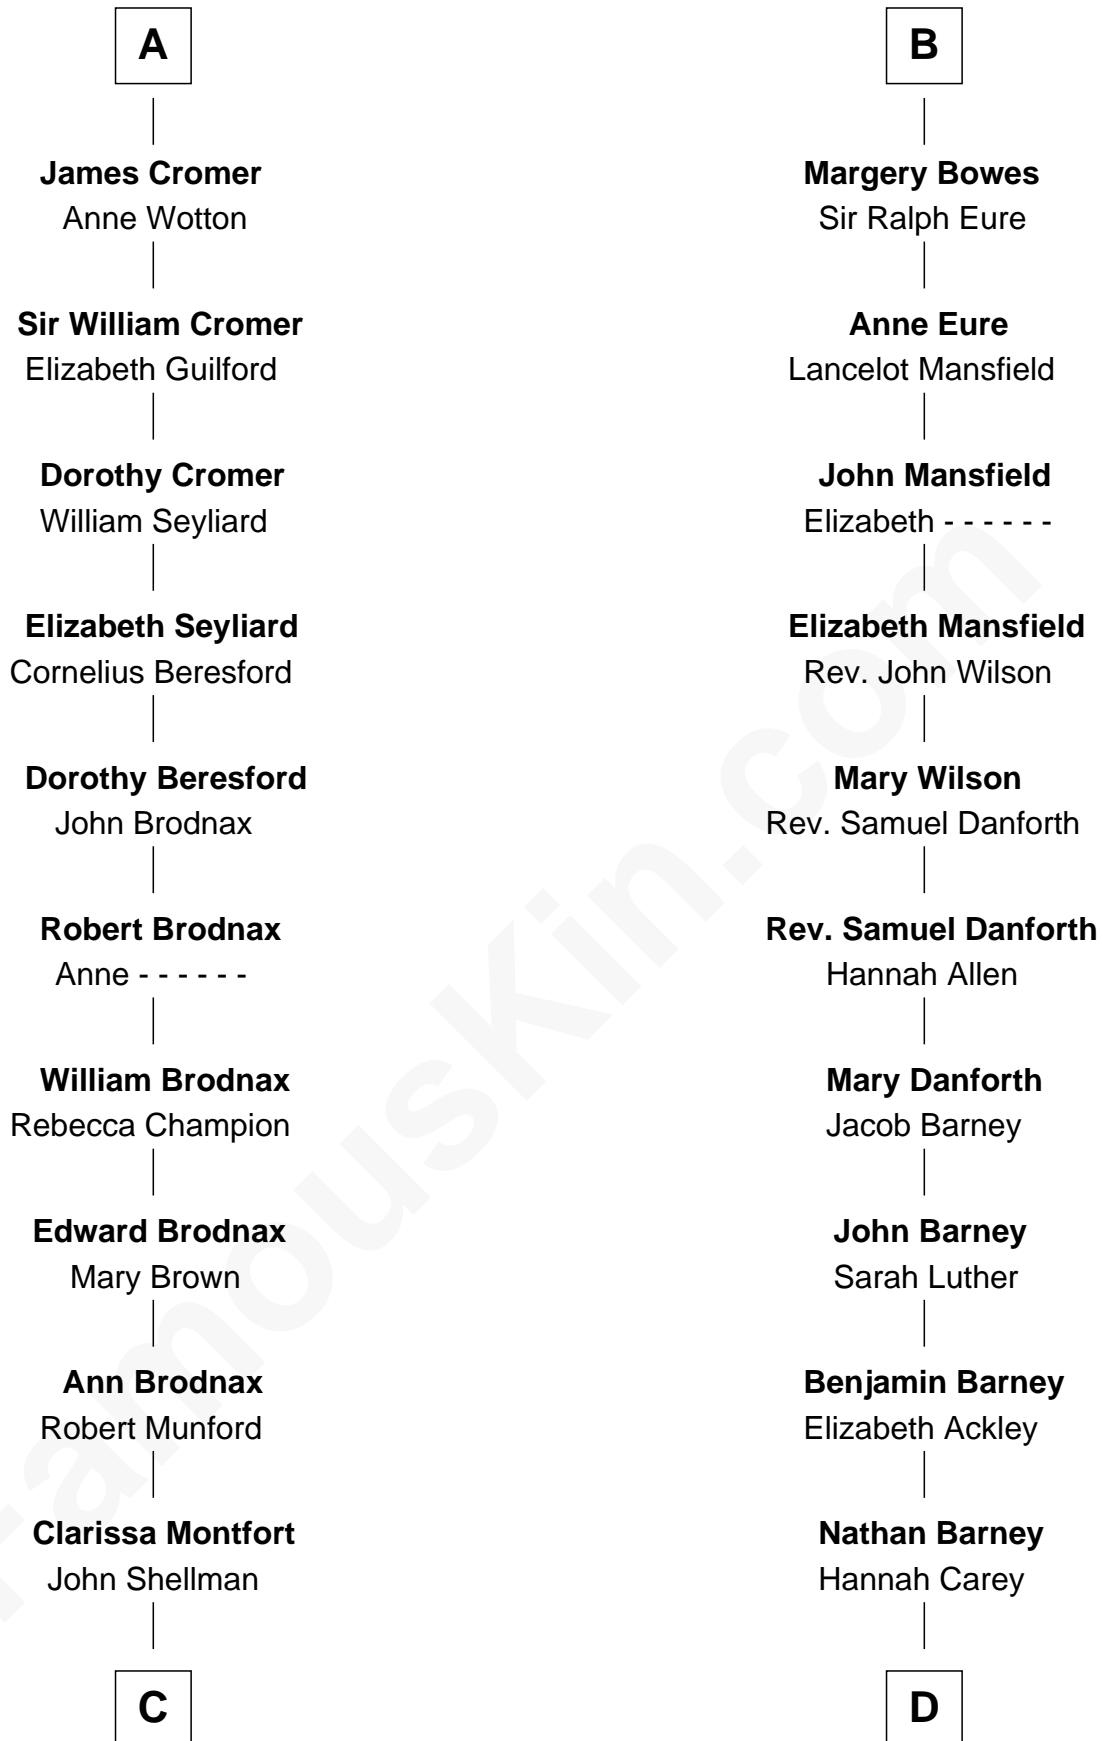 A
James Cromer
Anne Wotton
Sir William Cromer
Elizabeth Guilford
Dorothy Cromer
William Seyliard
Elizabeth Seyliard
Cornelius Beresford
Dorothy Beresford
John Brodnax
Robert Brodnax
Anne - - - - - -
William Brodnax
Rebecca Champion
Edward Brodnax
Mary Brown
Ann Brodnax
Robert Munford
Clarissa Montfort
John Shellman
C
B
Margery Bowes
Sir Ralph Eure
Anne Eure
Lancelot Mansfield
John Mansfield
Elizabeth - - - - - -
Elizabeth Mansfield
Rev. John Wilson
Mary Wilson
Rev. Samuel Danforth
Rev. Samuel Danforth
Hannah Allen
Mary Danforth
Jacob Barney
John Barney
Sarah Luther
Benjamin Barney
Elizabeth Ackley
Nathan Barney
Hannah Carey
D
FamousKin.com